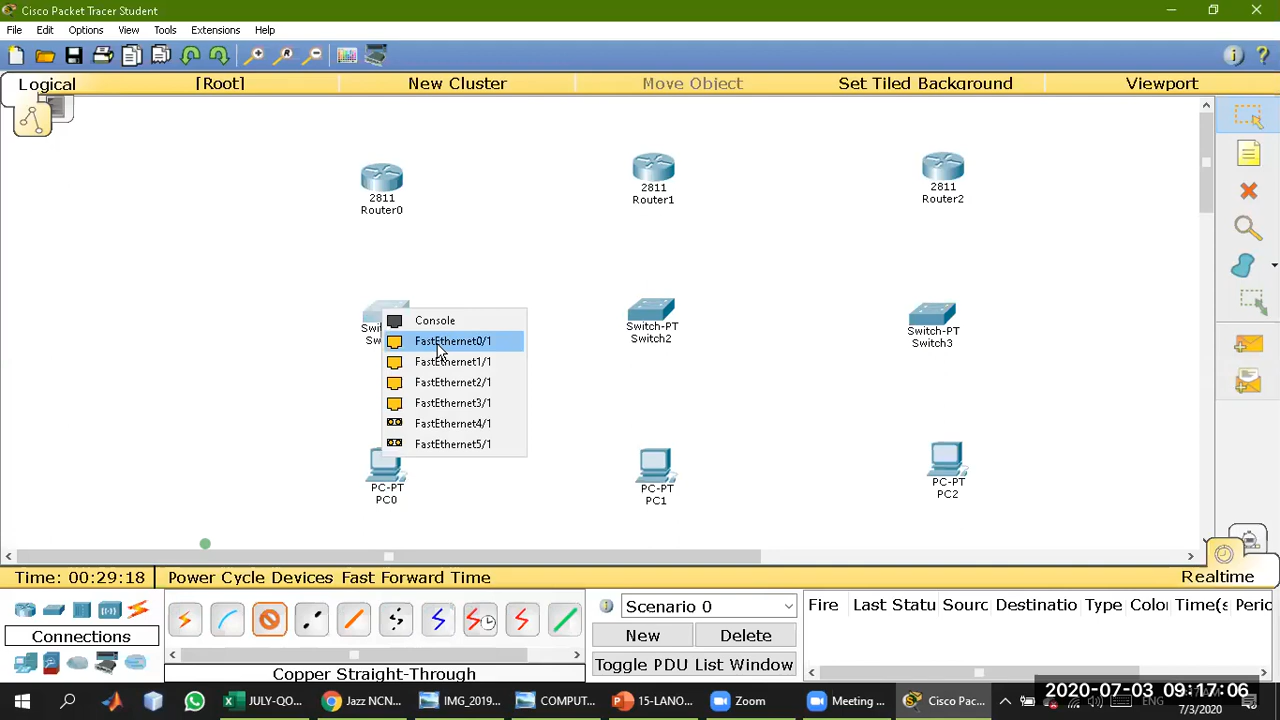 Cisco Packet Tracer Student
File Edit Options View Tools Extensions Help
Logical [Root] New Cluster Move Object Set Tiled Background Viewport
2811
Router0
2811
Router1
2811
Router2
Console
FastEthernet0/1
FastEthernet1/1
FastEthernet2/1
FastEthernet3/1
FastEthernet4/1
FastEthernet5/1
Switch-PT
Switch2
Switch-PT
Switch3
PC-PT
PC0
PC-PT
PC1
PC-PT
PC2
Time: 00:29:18 Power Cycle Devices Fast Forward Time Realtime
Connections
Copper Straight-Through
Scenario 0
New Delete
Toggle PDU List Window
Fire Last Statu Sourc Destinatio Type Color Time(s Perio
JULY-QO... Jazz NCN... IMG_2019... COMPUT... 15-LANO... Zoom Meeting ... Cisco Pac... ENG
2020-07-03 09:17:06
7/3/2020